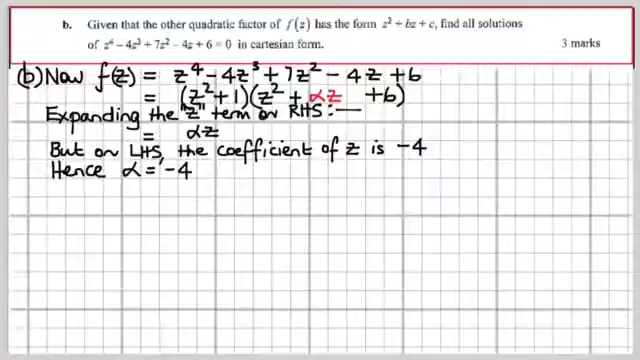 b. Given that the other quadratic factor of f(z) has the form z² + bz + c, find all solutions
of z⁴ − 4z³ + 7z² − 4z + 6 = 0 in cartesian form. 3 marks
(b) Now f(z) = z⁴ − 4z³ + 7z² − 4z + 6
= (z² + 1)(z² + αz + 6)
Expanding the "z" term on RHS :—
= αz
But on LHS, the coefficient of z is −4
Hence α = −4